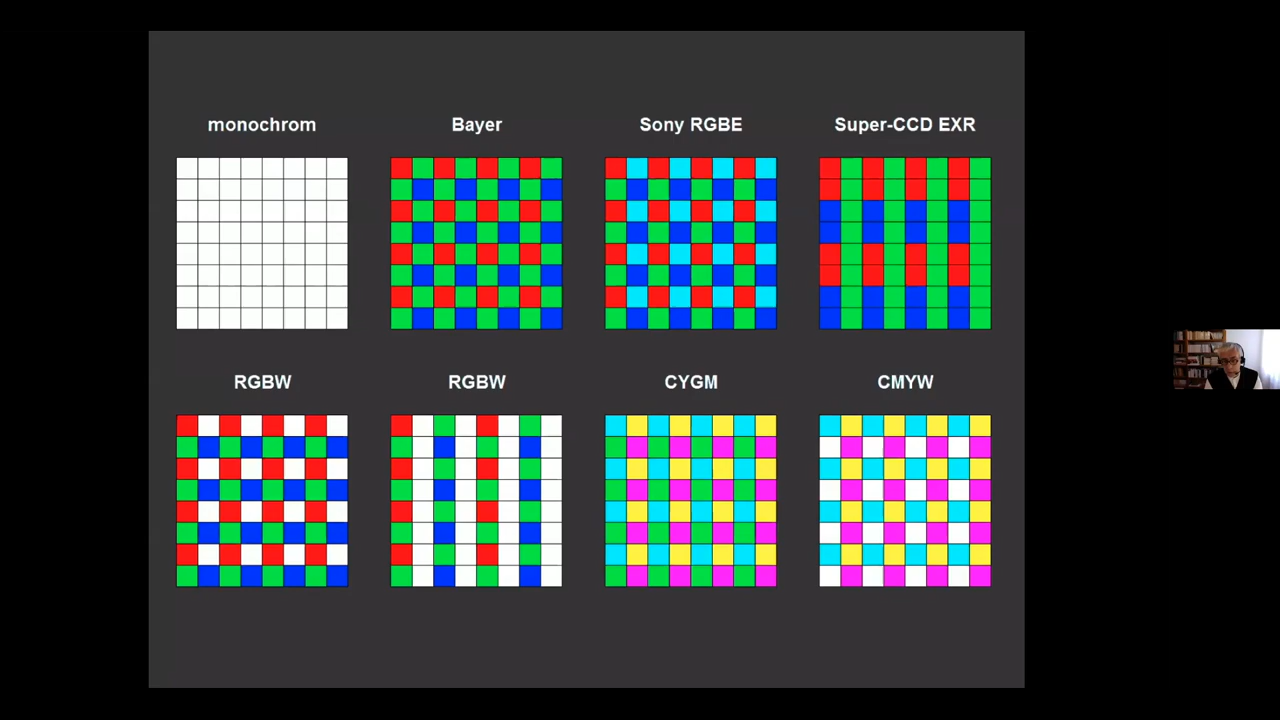 monochrom
Bayer
Sony RGBE
Super-CCD EXR
RGBW
RGBW
CYGM
CMYW